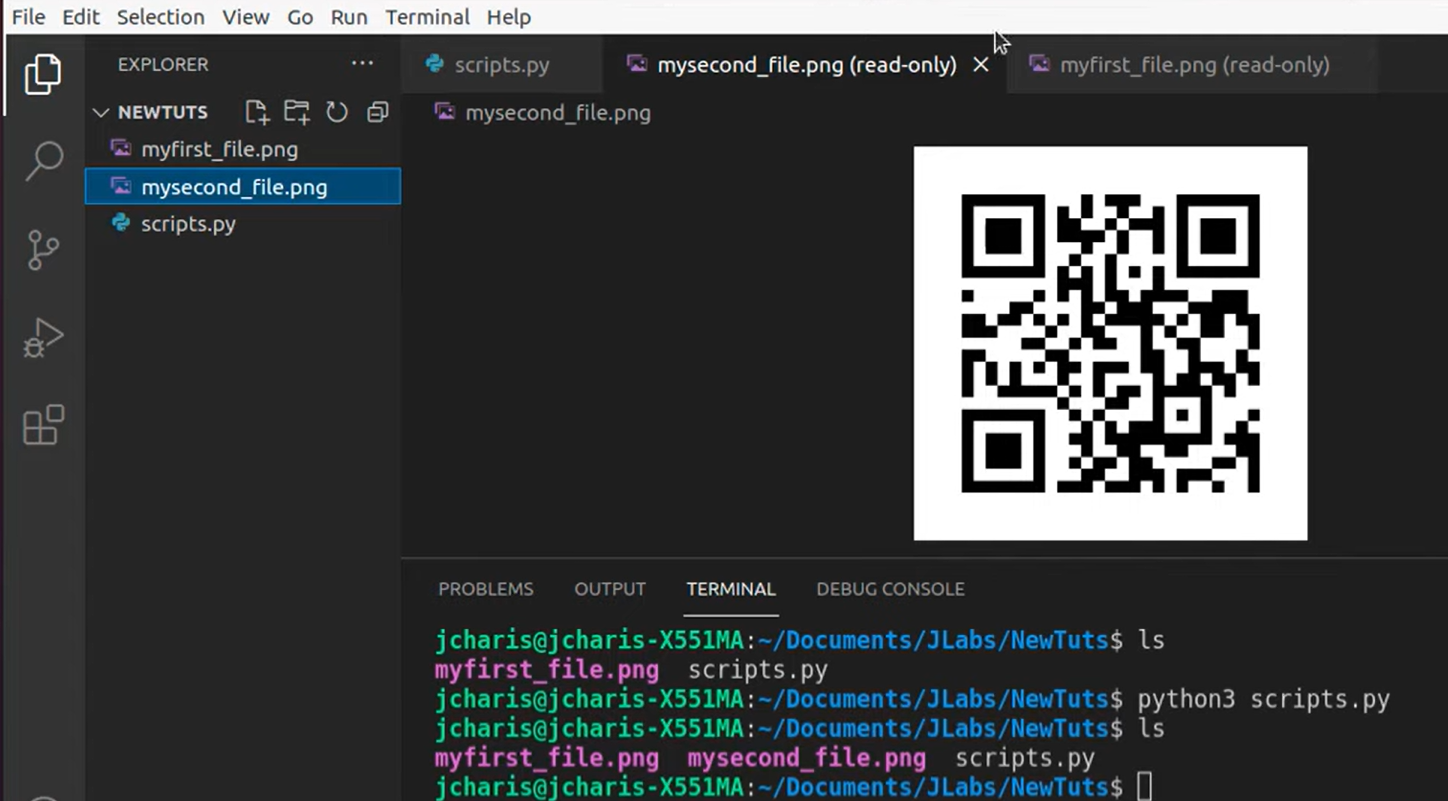 File Edit Selection View Go Run Terminal Help
EXPLORER ···
scripts.py mysecond_file.png (read-only) myfirst_file.png (read-only)
NEWTUTS
mysecond_file.png
myfirst_file.png
mysecond_file.png
scripts.py
PROBLEMS OUTPUT TERMINAL DEBUG CONSOLE
jcharis@jcharis-X551MA:~/Documents/JLabs/NewTuts$ ls
myfirst_file.png scripts.py
jcharis@jcharis-X551MA:~/Documents/JLabs/NewTuts$ python3 scripts.py
jcharis@jcharis-X551MA:~/Documents/JLabs/NewTuts$ ls
myfirst_file.png mysecond_file.png scripts.py
jcharis@jcharis-X551MA:~/Documents/JLabs/NewTuts$